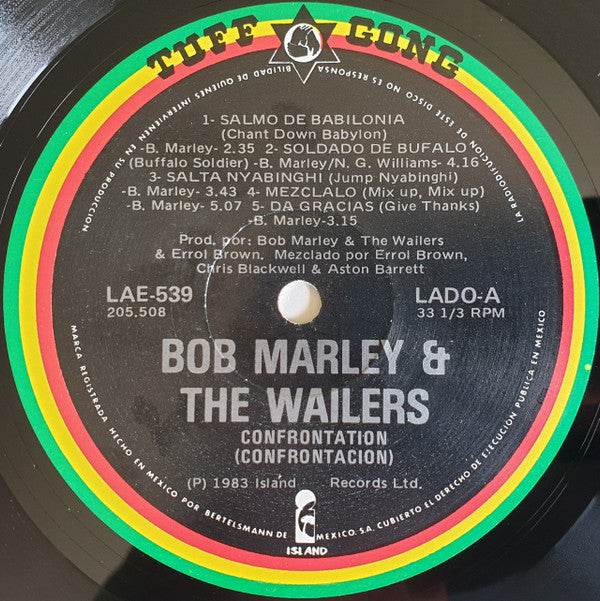 TUFF GONG
1- SALMO DE BABILONIA
(Chant Down Babylon)
-B. Marley- 2.35 2- SOLDADO DE BUFALO
(Buffalo Soldier) -B. Marley/N. G. Williams- 4.16
3- SALTA NYABINGHI (Jump Nyabinghi)
-B. Marley- 3.43 4- MEZCLALO (Mix up, Mix up)
-B. Marley- 5.07 5- DA GRACIAS (Give Thanks)
-B. Marley-3.15
Prod. por: Bob Marley & The Wailers
& Errol Brown. Mezclado por Errol Brown,
Chris Blackwell & Aston Barrett
LAE-539
205.508
LADO-A
33 1/3 RPM
BOB MARLEY &
THE WAILERS
CONFRONTATION
(CONFRONTACION)
(P) 1983 Island Records Ltd.
ISLAND
MARCA REGISTRADA HECHO EN MEXICO POR BERTELSMANN DE MEXICO. S.A. CUBIERTO EL DERECHO DE EJECUCION PUBLICA EN MEXICO
LA RADIODIFUCION DE ESTE DISCO NO ES RESPONSA BILIDAD DE QUIENES INTERVIENEN EN SU PRODUCCION